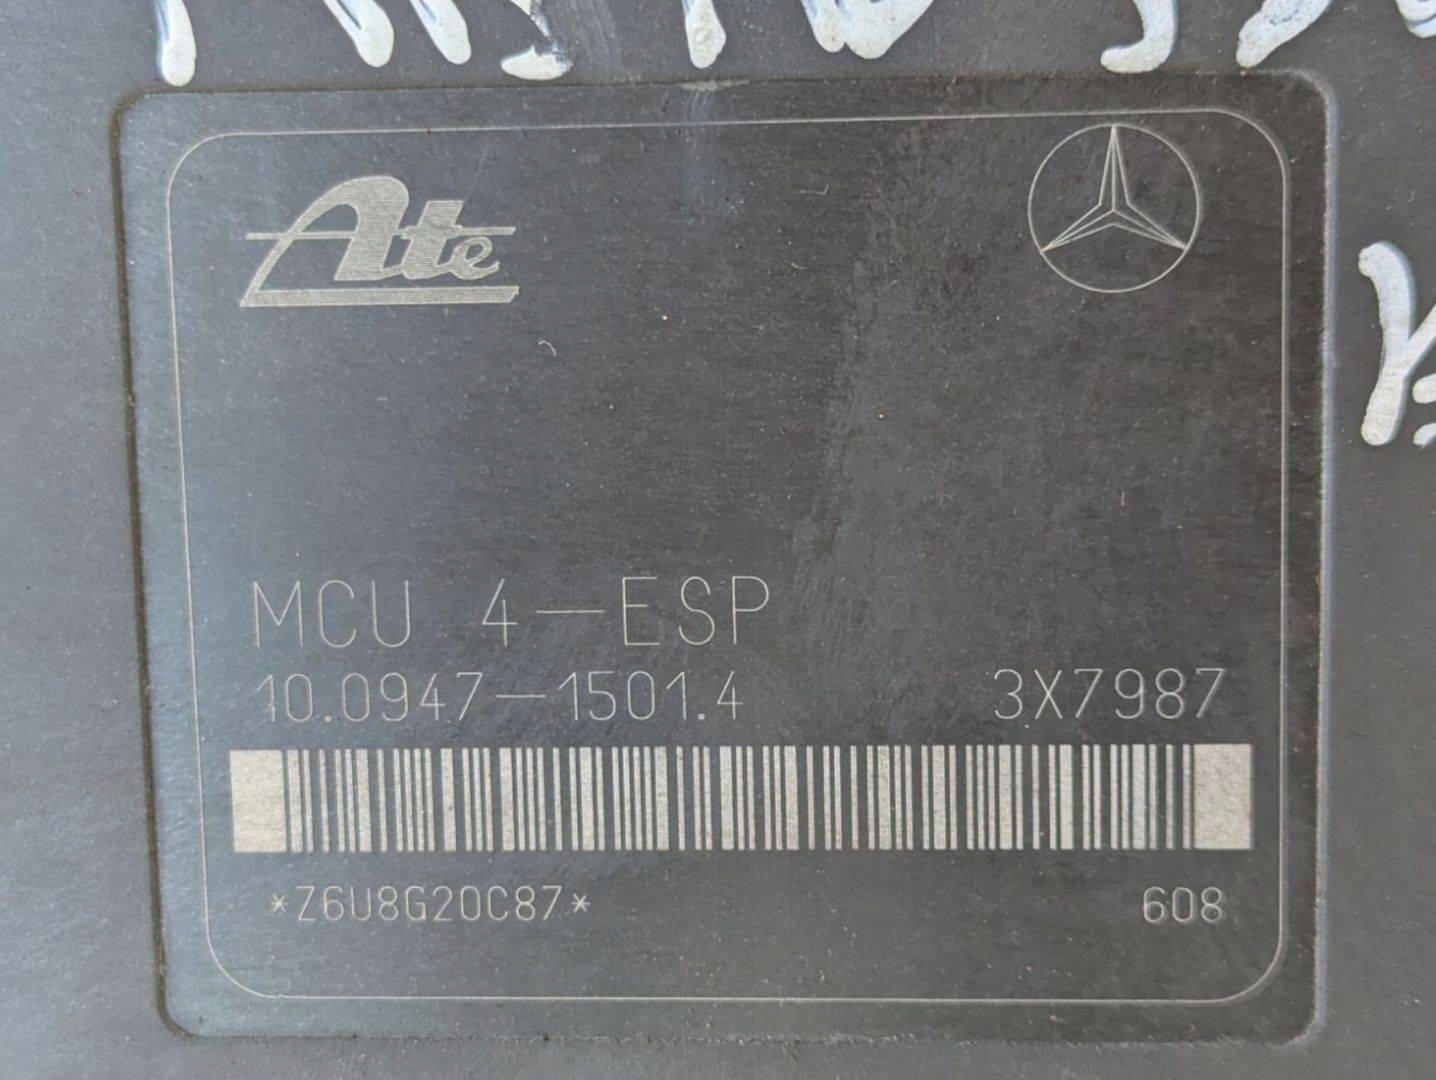 Ate
MCU 4-ESP
10.0947-1501.4 3X7987
*Z6U8G20C87* 608